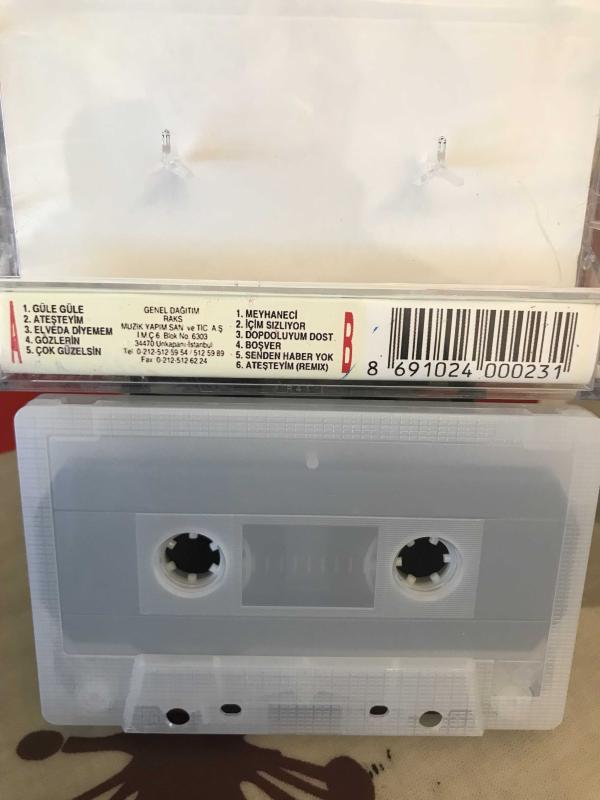 A
1. GÜLE GÜLE
2. ATEŞTEYİM
3. ELVEDA DİYEMEM
4. GÖZLERİN
5. ÇOK GÜZELSİN
GENEL DAĞITIM
RAKS
MUZİK YAPIM SAN ve TİC A.Ş
İ M Ç 6 Blok No 6303
34470 Unkapanı-İstanbul
Tel 0-212-512 59 54 / 512 59 89
Fax 0-212-512 62 24
1. MEYHANECİ
2. İÇİM SIZLIYOR
3. DOPDOLUYUM DOST
4. BOŞVER
5. SENDEN HABER YOK
6. ATEŞTEYİM (REMIX)
B
8 691024 000231